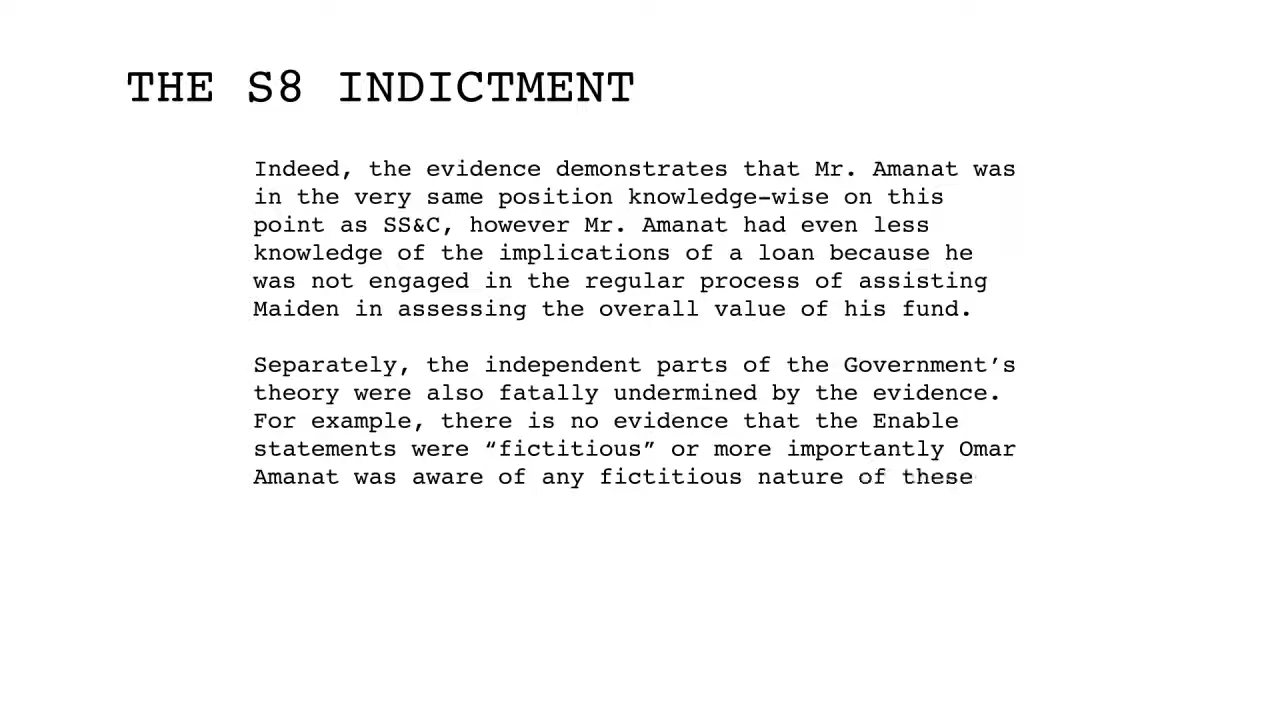 THE S8 INDICTMENT
Indeed, the evidence demonstrates that Mr. Amanat was
in the very same position knowledge-wise on this
point as SS&C, however Mr. Amanat had even less
knowledge of the implications of a loan because he
was not engaged in the regular process of assisting
Maiden in assessing the overall value of his fund.
Separately, the independent parts of the Government’s
theory were also fatally undermined by the evidence.
For example, there is no evidence that the Enable
statements were “fictitious” or more importantly Omar
Amanat was aware of any fictitious nature of these